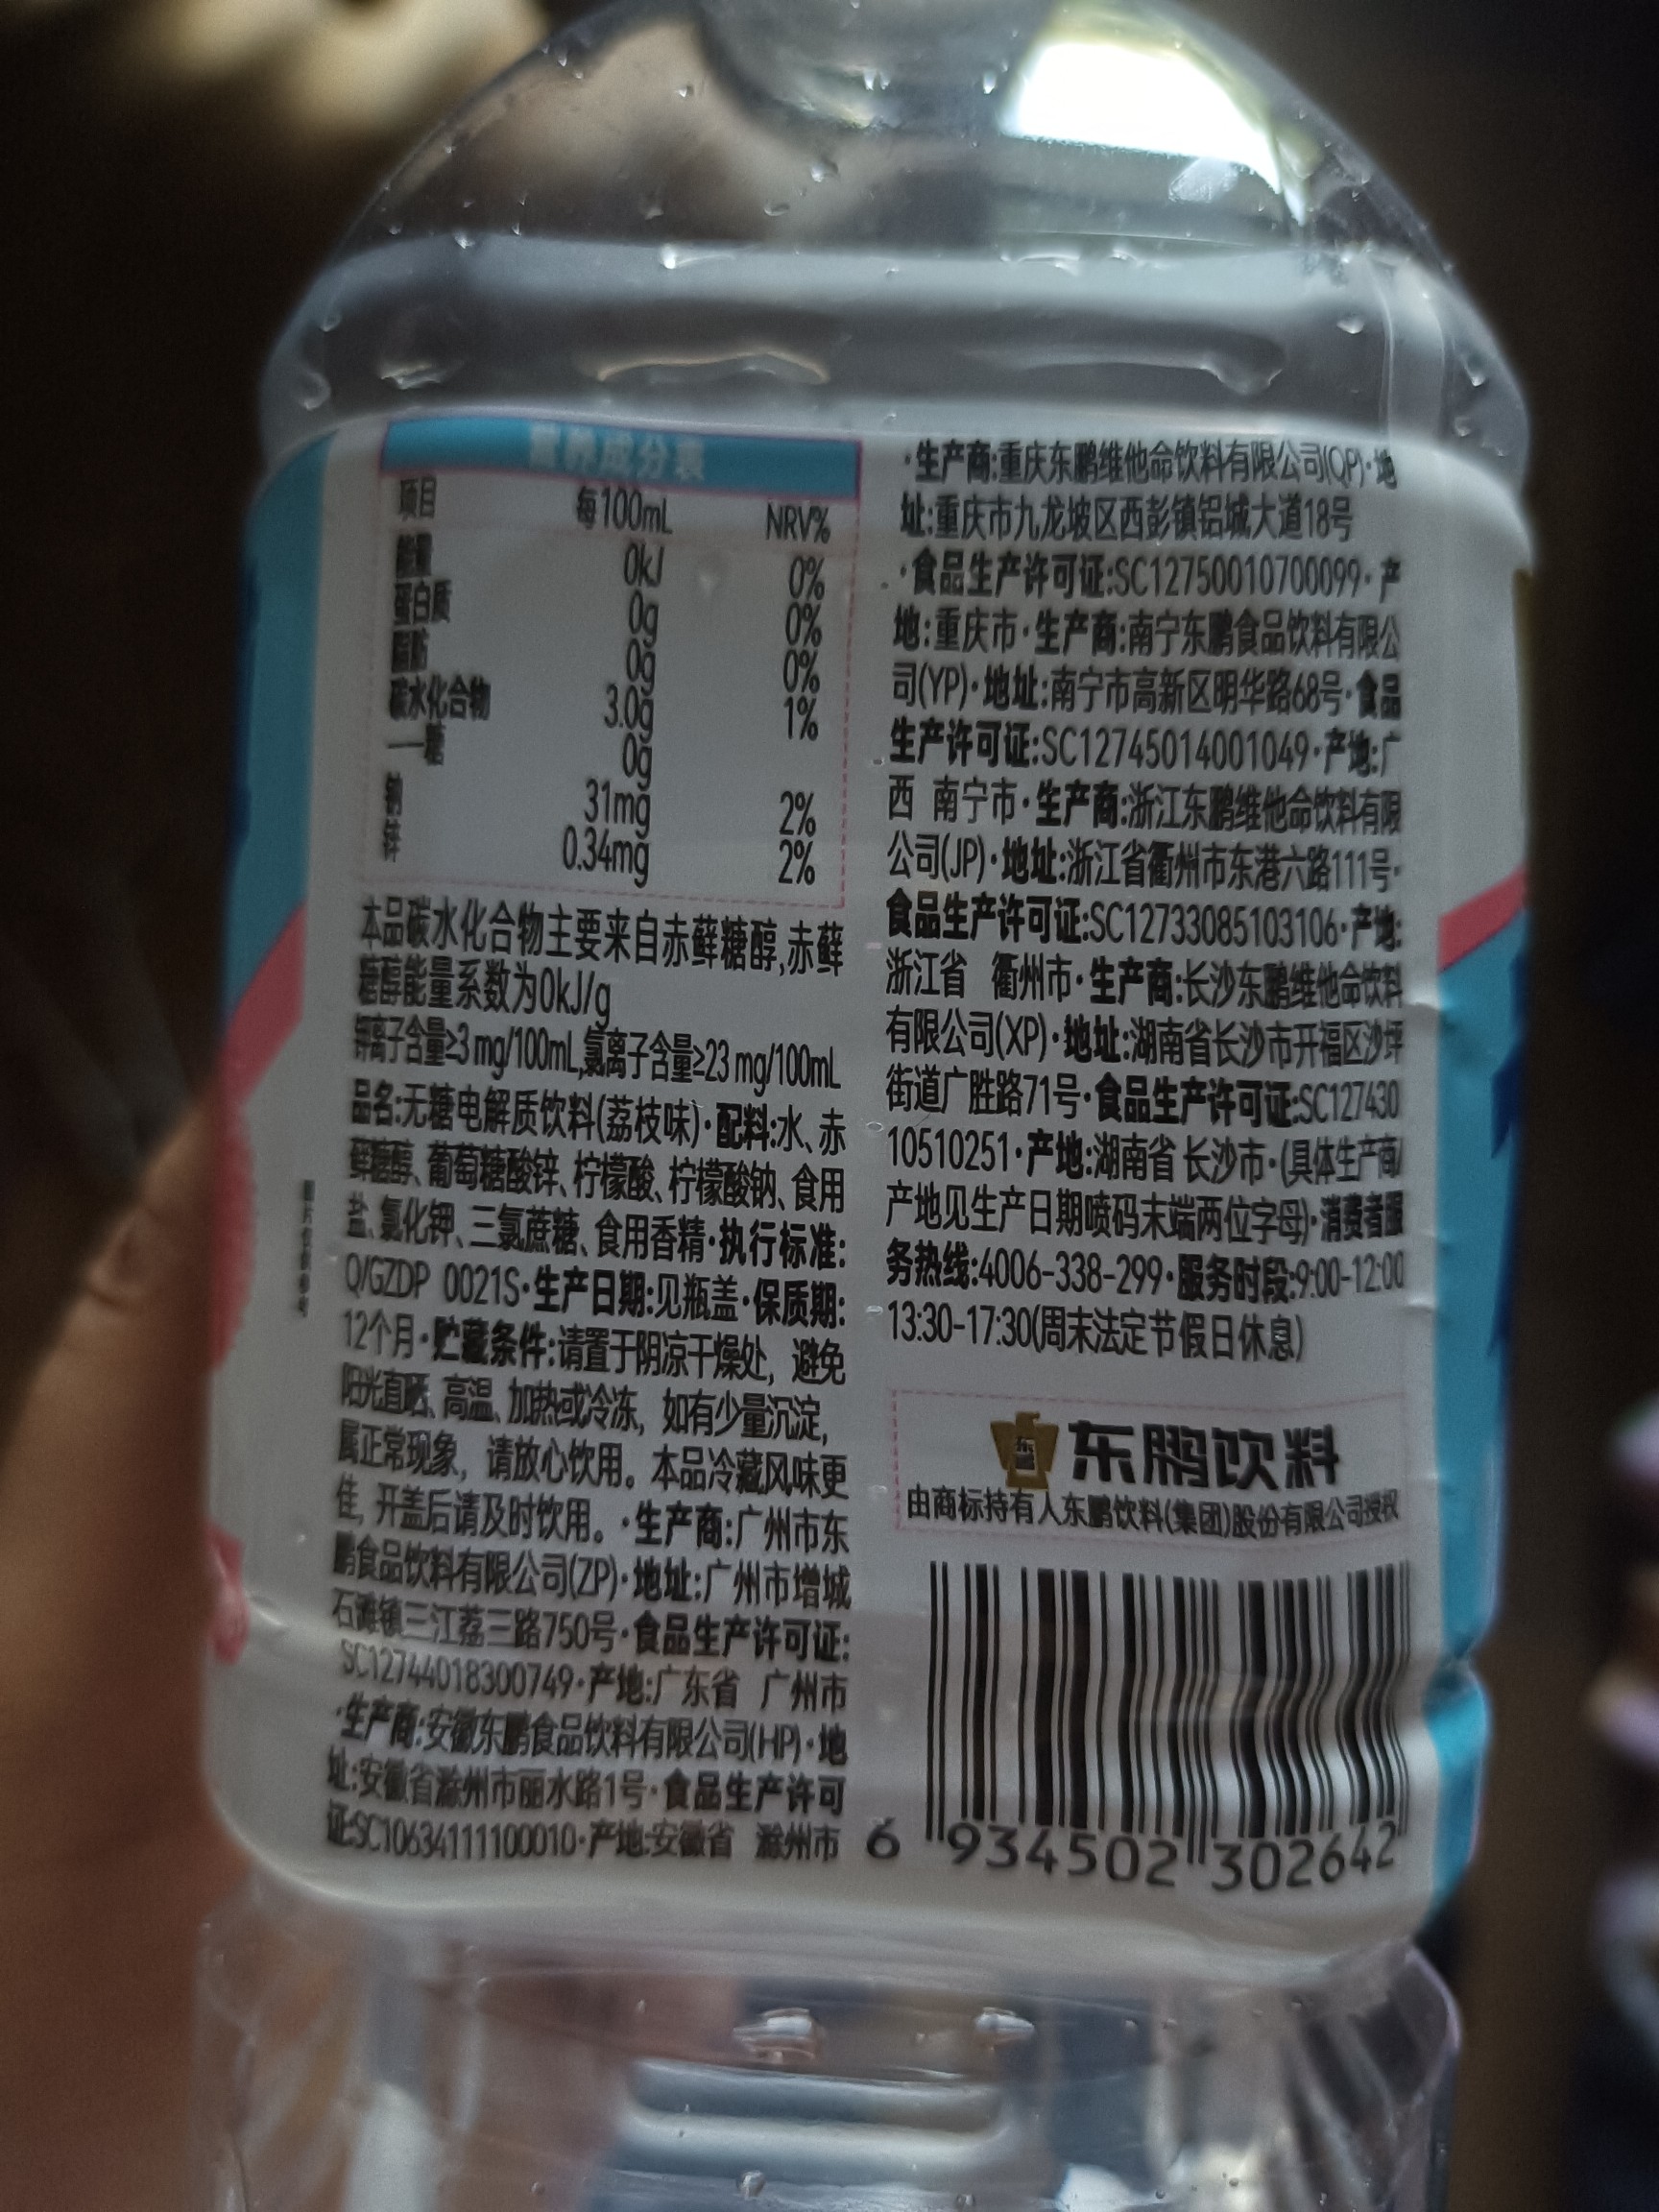 营养成分表
项目 每100mL NRV%
能量 0kJ 0%
蛋白质 0g 0%
脂肪 0g 0%
碳水化合物 3.0g 1%
—糖 0g
钠 31mg 2%
锌 0.34mg 2%
本品碳水化合物主要来自赤藓糖醇,赤藓
糖醇能量系数为0kJ/g
钾离子含量≥3 mg/100mL,氯离子含量≥23 mg/100mL
品名:无糖电解质饮料(荔枝味)·配料:水、赤
藓糖醇、葡萄糖酸锌、柠檬酸、柠檬酸钠、食用
盐、氯化钾、三氯蔗糖、食用香精·执行标准:
Q/GZDP 0021S·生产日期:见瓶盖·保质期:
12个月·贮藏条件:请置于阴凉干燥处，避免
阳光直晒、高温、加热或冷冻，如有少量沉淀，
属正常现象，请放心饮用。本品冷藏风味更
佳，开盖后请及时饮用。·生产商:广州市东
鹏食品饮料有限公司(ZP)·地址:广州市增城
石滩镇三江荔三路750号·食品生产许可证:
SC12744018300749·产地:广东省 广州市
·生产商:安徽东鹏食品饮料有限公司(HP)·地
址:安徽省滁州市丽水路1号·食品生产许可
证:SC10634111100010·产地:安徽省 滁州市
·生产商:重庆东鹏维他命饮料有限公司(QP)·地
址:重庆市九龙坡区西彭镇铝城大道18号
·食品生产许可证:SC12750010700099·产
地:重庆市·生产商:南宁东鹏食品饮料有限公
司(YP)·地址:南宁市高新区明华路68号·食品
生产许可证:SC12745014001049·产地:广
西 南宁市·生产商:浙江东鹏维他命饮料有限
公司(JP)·地址:浙江省衢州市东港六路111号·
食品生产许可证:SC12733085103106·产地:
浙江省 衢州市·生产商:长沙东鹏维他命饮料
有限公司(XP)·地址:湖南省长沙市开福区沙坪
街道广胜路71号·食品生产许可证:SC127430
10510251·产地:湖南省 长沙市·(具体生产商/
产地见生产日期喷码末端两位字母)·消费者服
务热线:4006-338-299·服务时段:9:00-12:00
13:30-17:30(周末法定节假日休息)
东鹏饮料
由商标持有人东鹏饮料(集团)股份有限公司授权
6 934502 302642